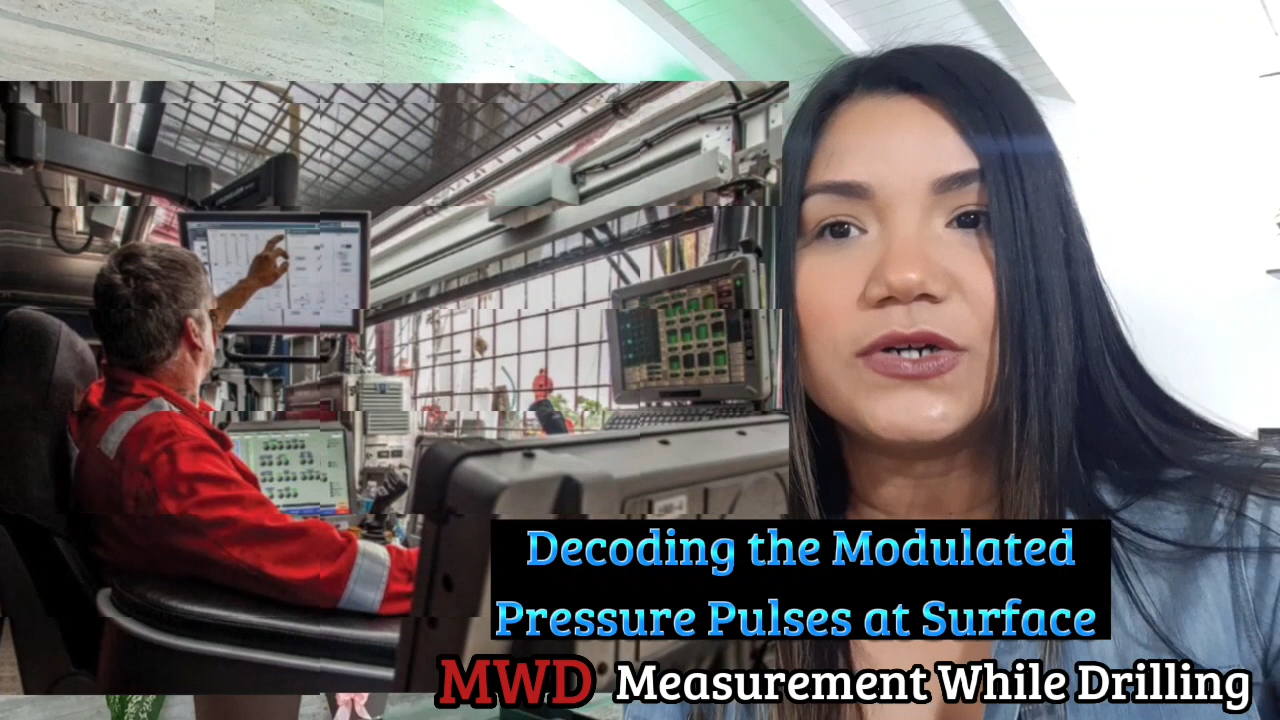 Decoding the Modulated
Pressure Pulses at Surface
MWD Measurement While Drilling